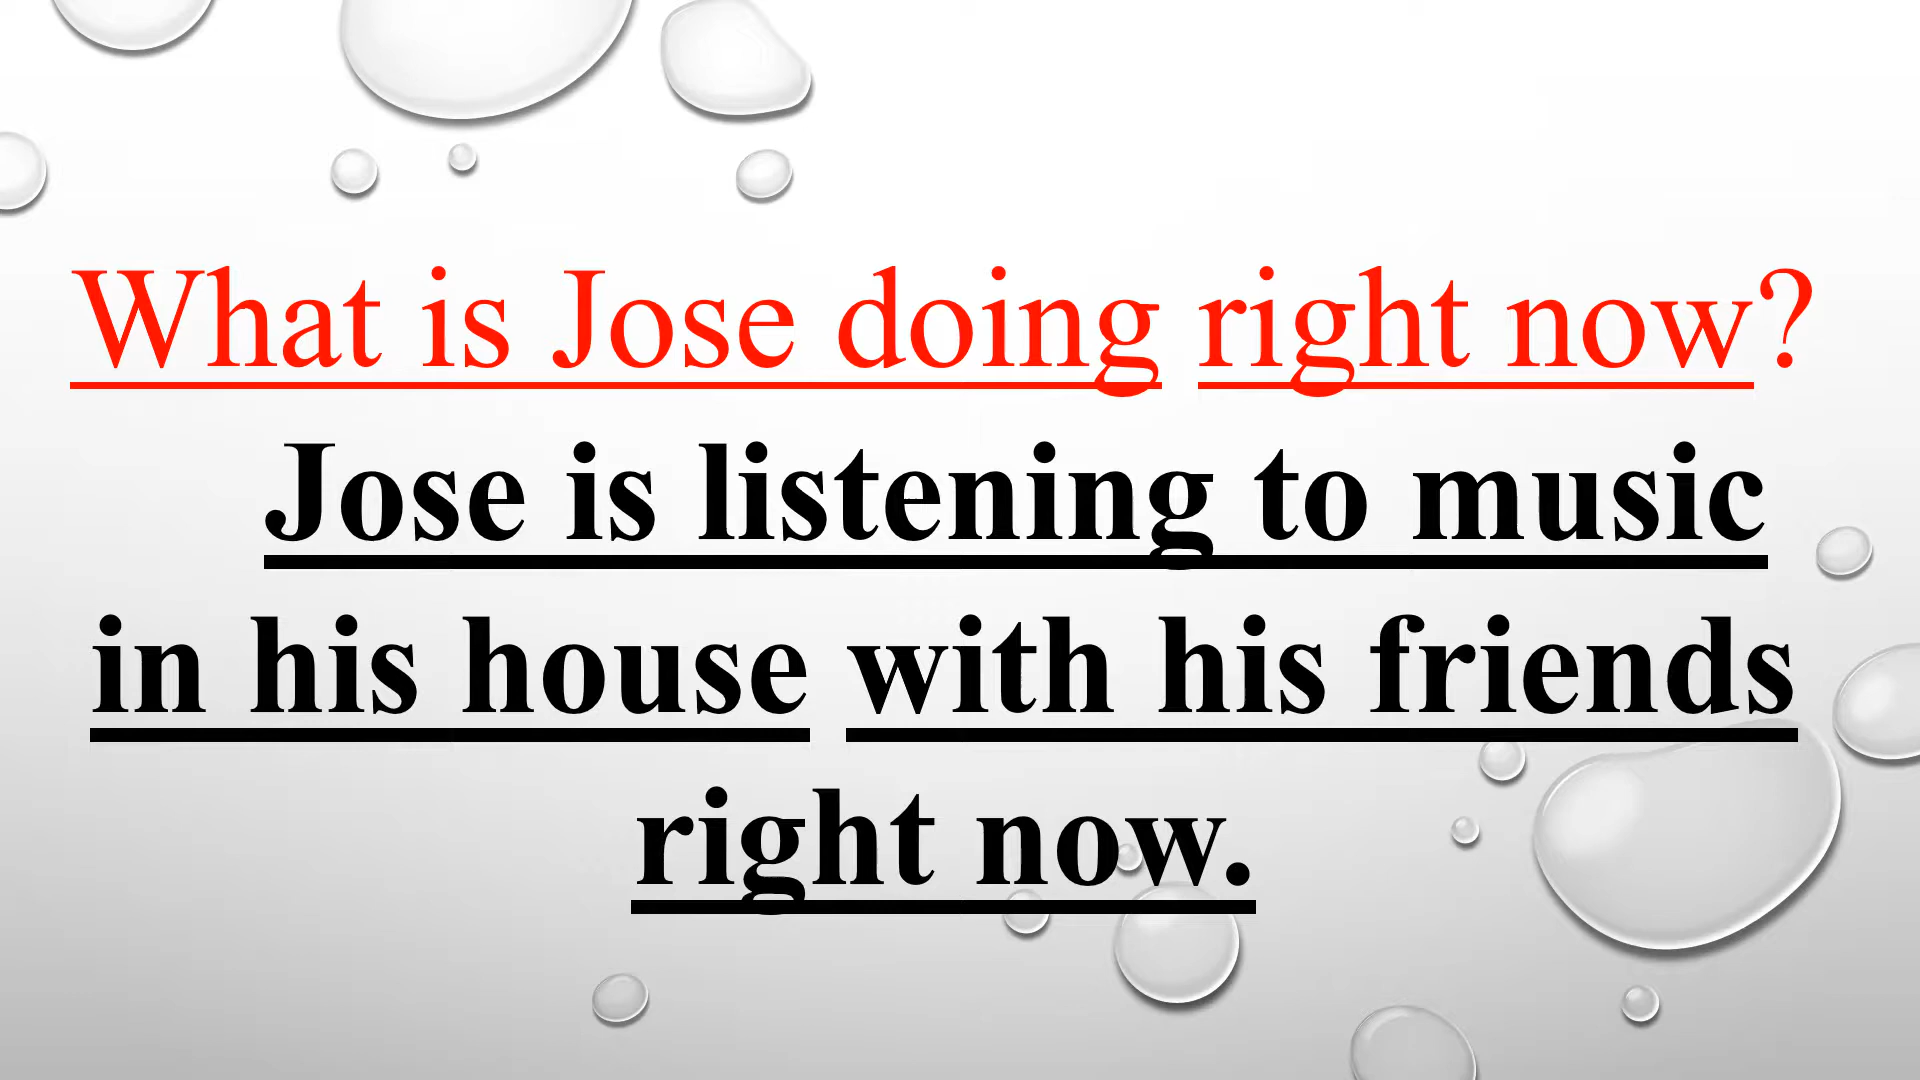 What is Jose doing right now?
Jose is listening to music
in his house with his friends
right now.